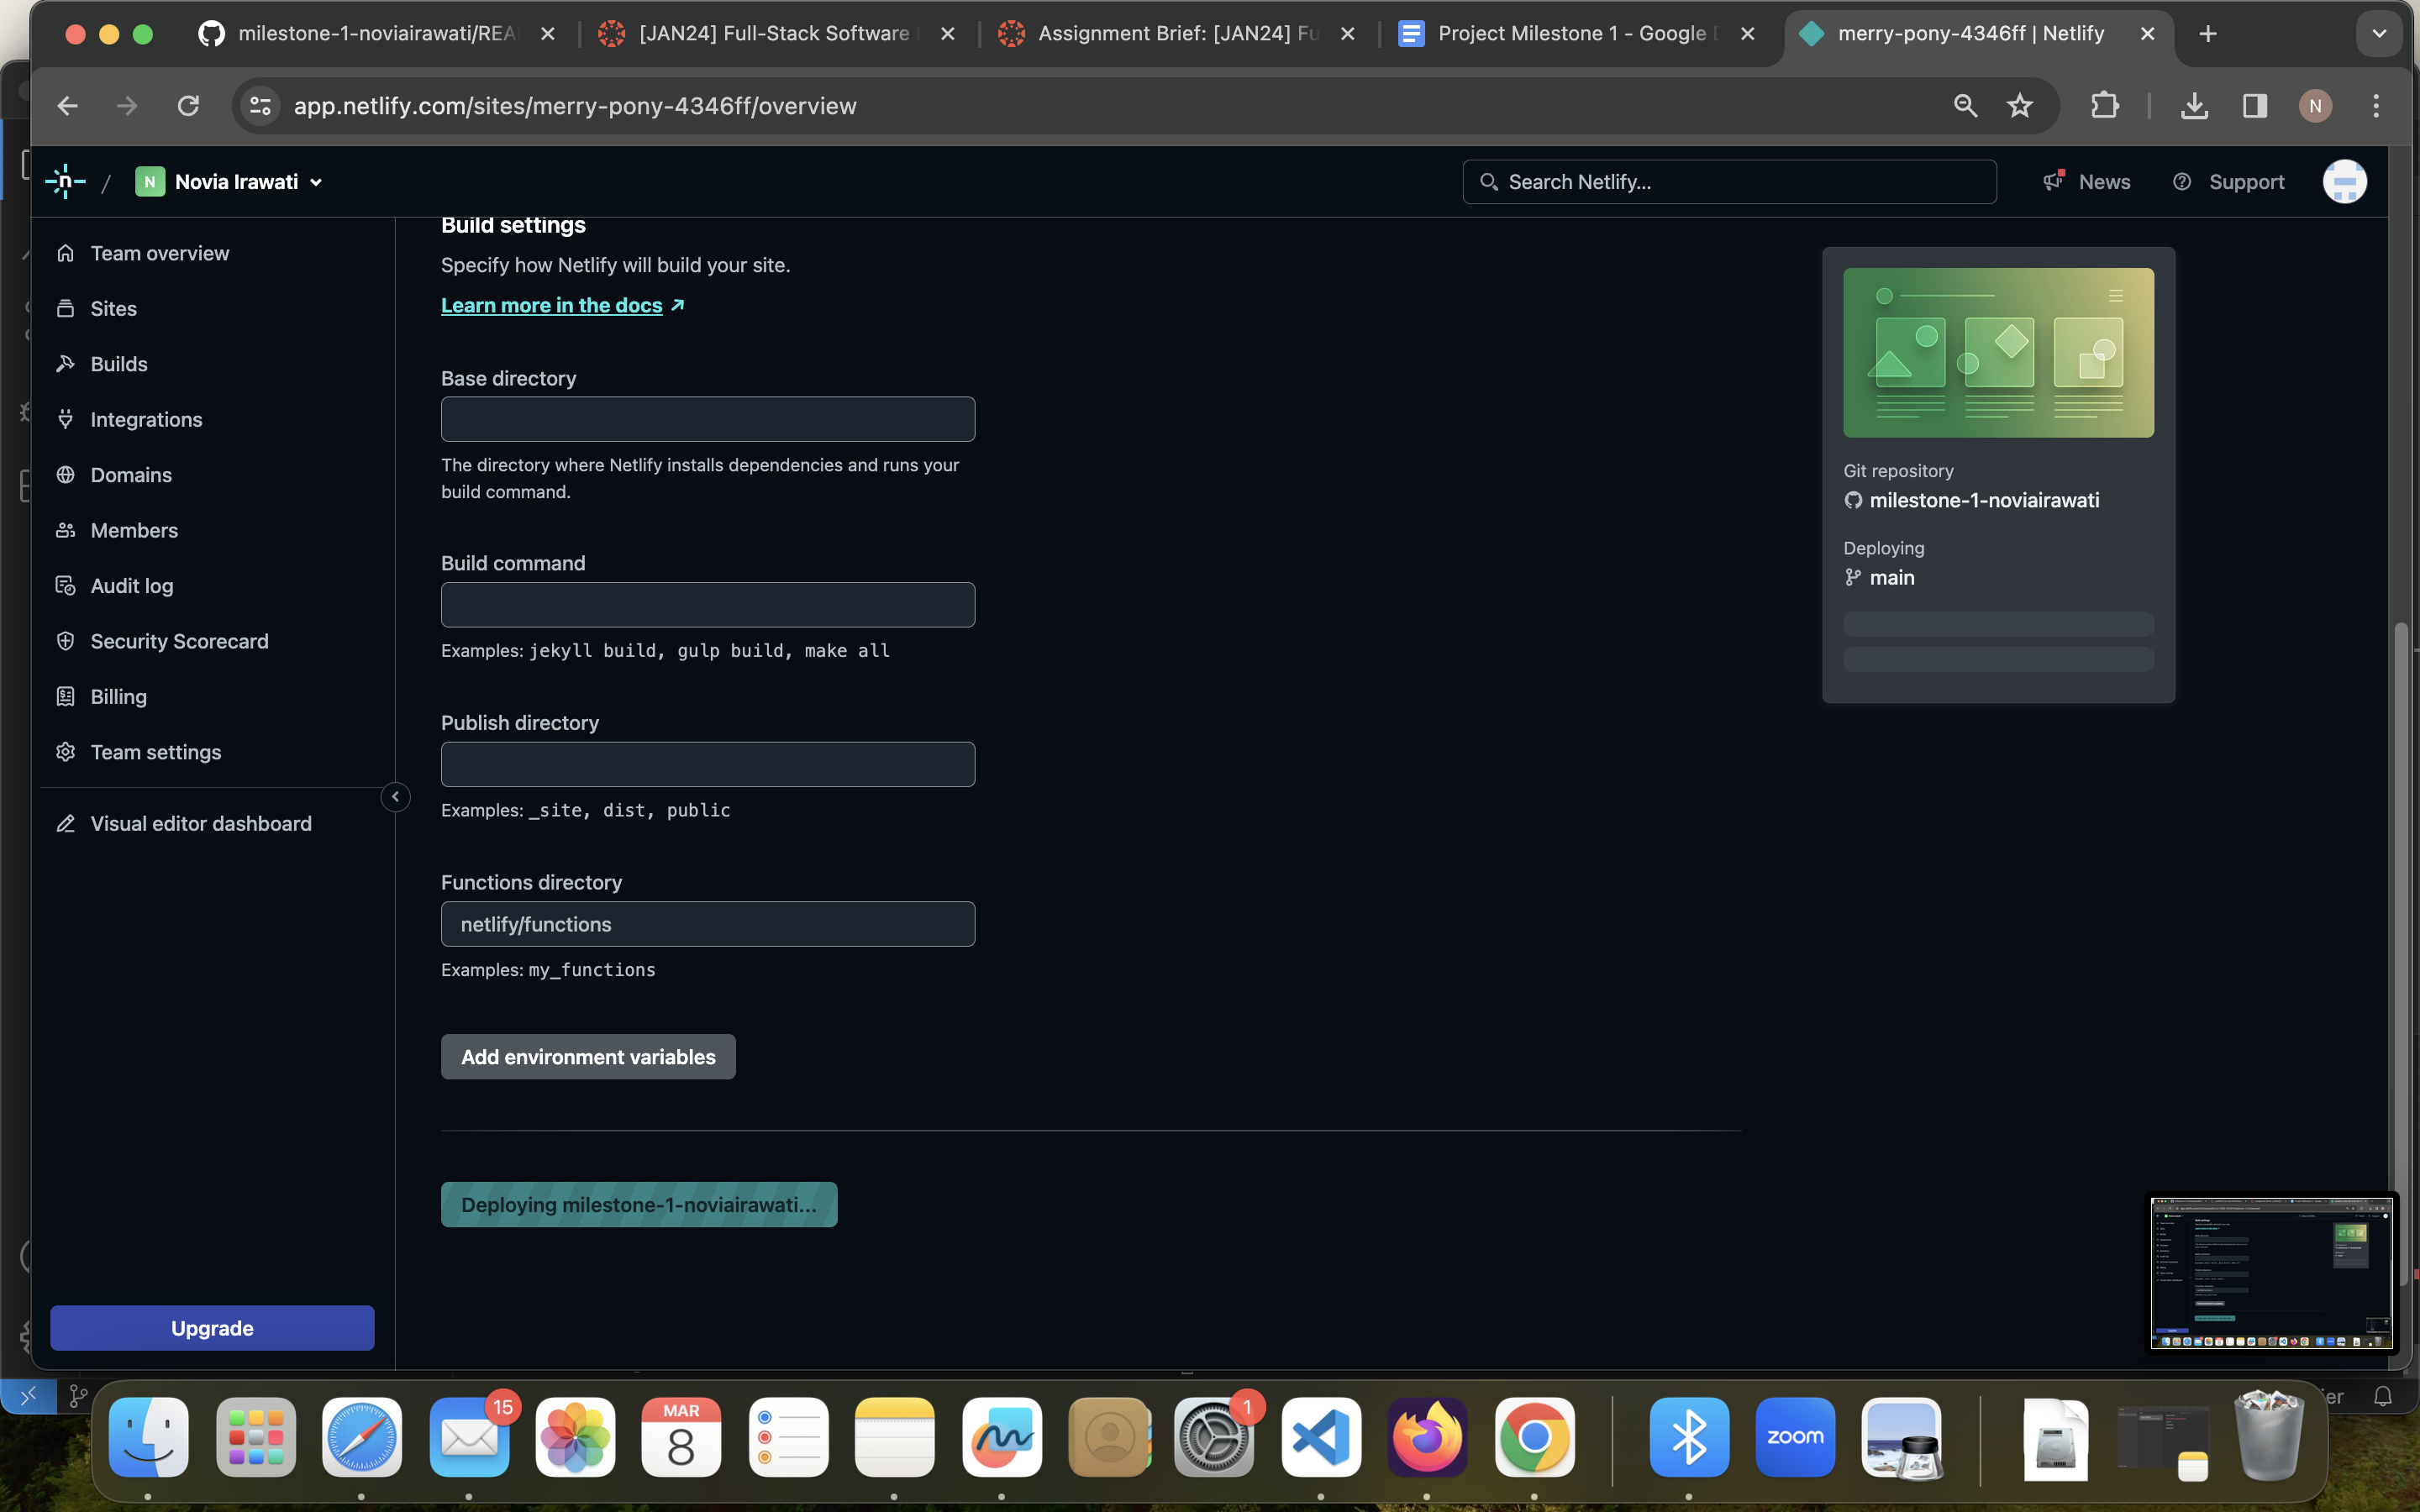 milestone-1-noviairawati/REA
[JAN24] Full-Stack Software
Assignment Brief: [JAN24] Fu
Project Milestone 1 - Google D
merry-pony-4346ff | Netlify
app.netlify.com/sites/merry-pony-4346ff/overview
N
n
/
N
Novia Irawati
Search Netlify...
News
Support
Team overview
Sites
Builds
Integrations
Domains
Members
Audit log
Security Scorecard
Billing
Team settings
Visual editor dashboard
Upgrade
Build settings
Specify how Netlify will build your site.
Learn more in the docs
Base directory
The directory where Netlify installs dependencies and runs your
build command.
Build command
Examples: jekyll build, gulp build, make all
Publish directory
Examples: _site, dist, public
Functions directory
netlify/functions
Examples: my_functions
Add environment variables
Deploying milestone-1-noviairawati...
Git repository
milestone-1-noviairawati
Deploying
main
15
MAR
8
1
zoom
ier